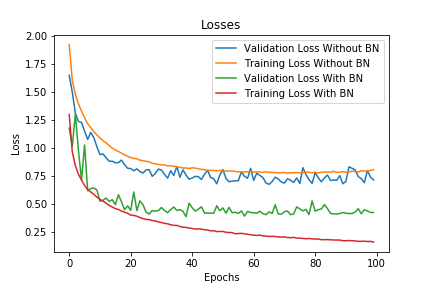 Losses
2.00
1.75
1.50
1.25
1.00
0.75
0.50
0.25
Loss
Validation Loss Without BN
Training Loss Without BN
Validation Loss With BN
Training Loss With BN
0 20 40 60 80 100
Epochs